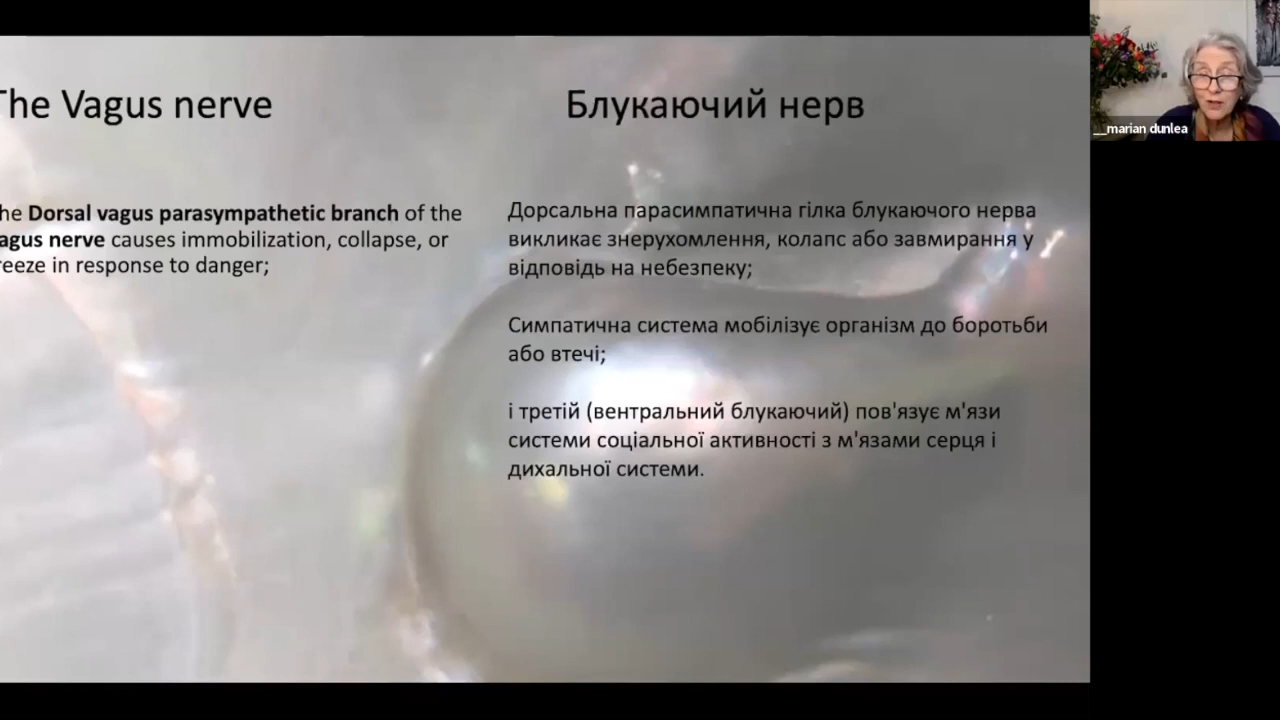 The Vagus nerve
he Dorsal vagus parasympathetic branch of the
agus nerve causes immobilization, collapse, or
reeze in response to danger;
Блукаючий нерв
Дорсальна парасимпатична гілка блукаючого нерва
викликає знерухомлення, колапс або завмирання у
відповідь на небезпеку;
Симпатична система мобілізує організм до боротьби
або втечі;
і третій (вентральний блукаючий) пов'язує м'язи
системи соціальної активності з м'язами серця і
дихальної системи.
__marian dunlea